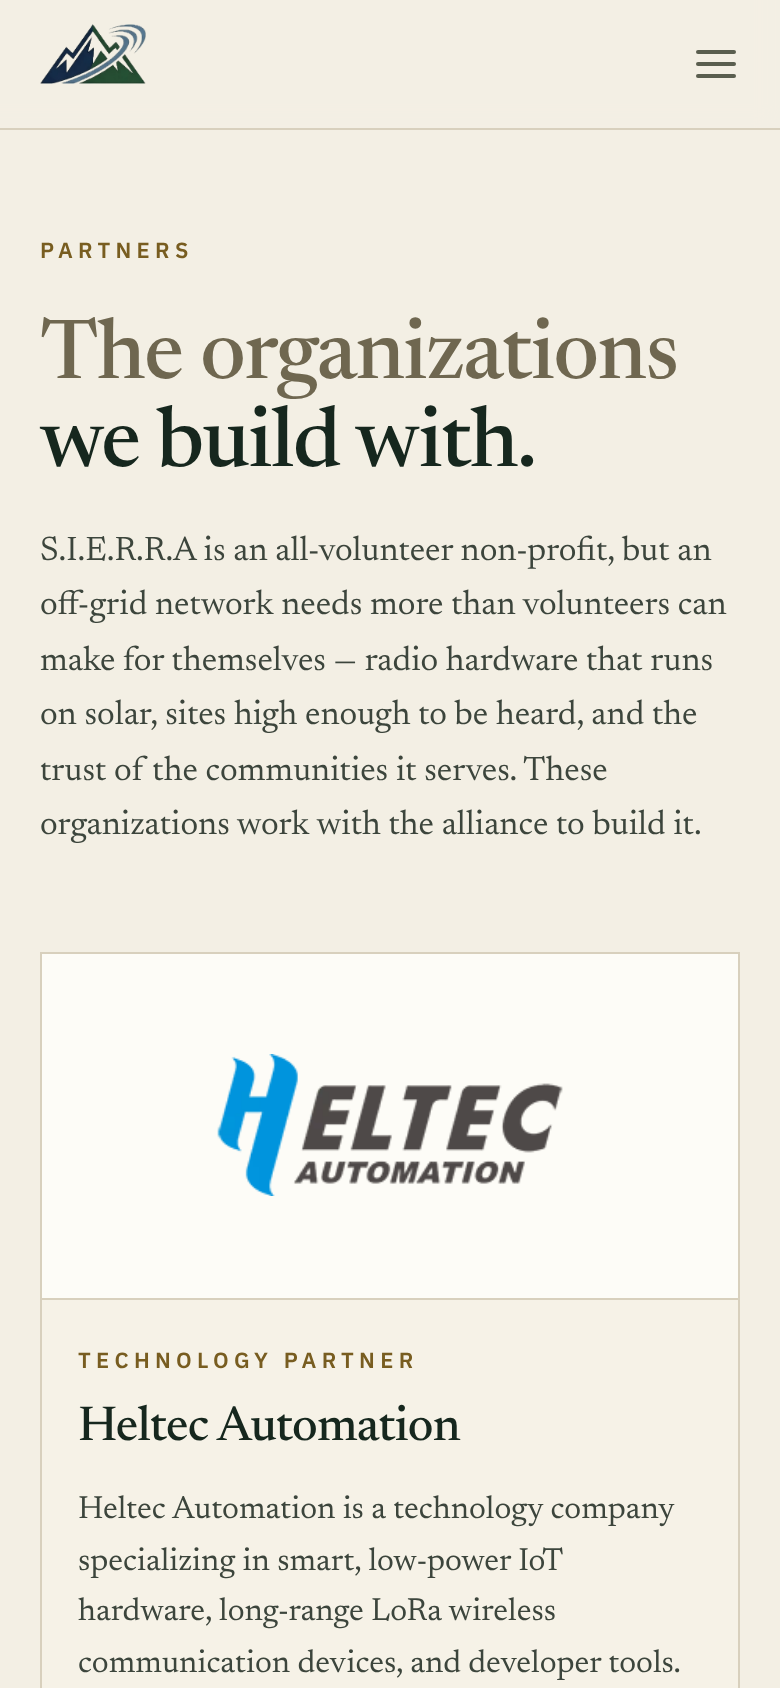 PARTNERS
The organizations
we build with.
S.I.E.R.R.A is an all-volunteer non-profit, but an
off-grid network needs more than volunteers can
make for themselves — radio hardware that runs
on solar, sites high enough to be heard, and the
trust of the communities it serves. These
organizations work with the alliance to build it.
HELTEC
AUTOMATION
TECHNOLOGY PARTNER
Heltec Automation
Heltec Automation is a technology company
specializing in smart, low-power IoT
hardware, long-range LoRa wireless
communication devices, and developer tools.